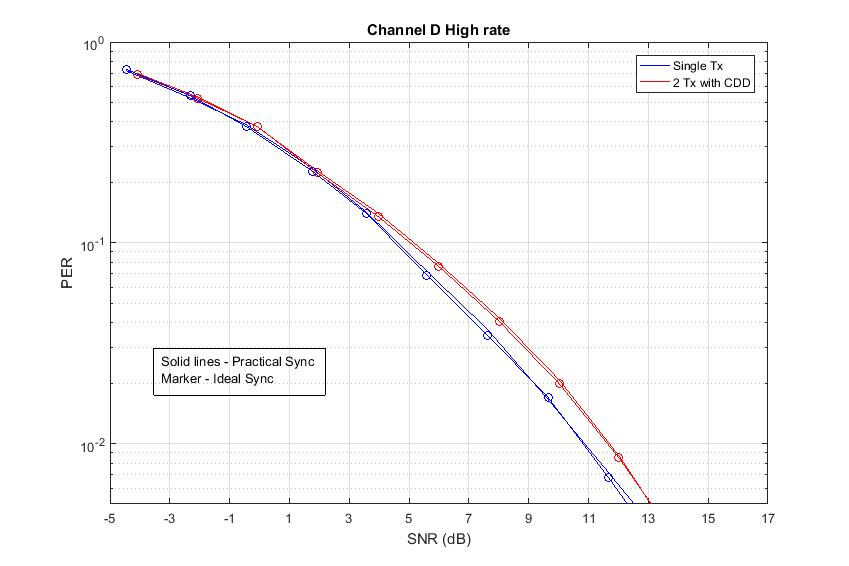 Channel D High rate
10^0
10^-1
10^-2
PER
Single Tx
2 Tx with CDD
Solid lines - Practical Sync
Marker - Ideal Sync
-5 -3 -1 1 3 5 7 9 11 13 15 17
SNR (dB)